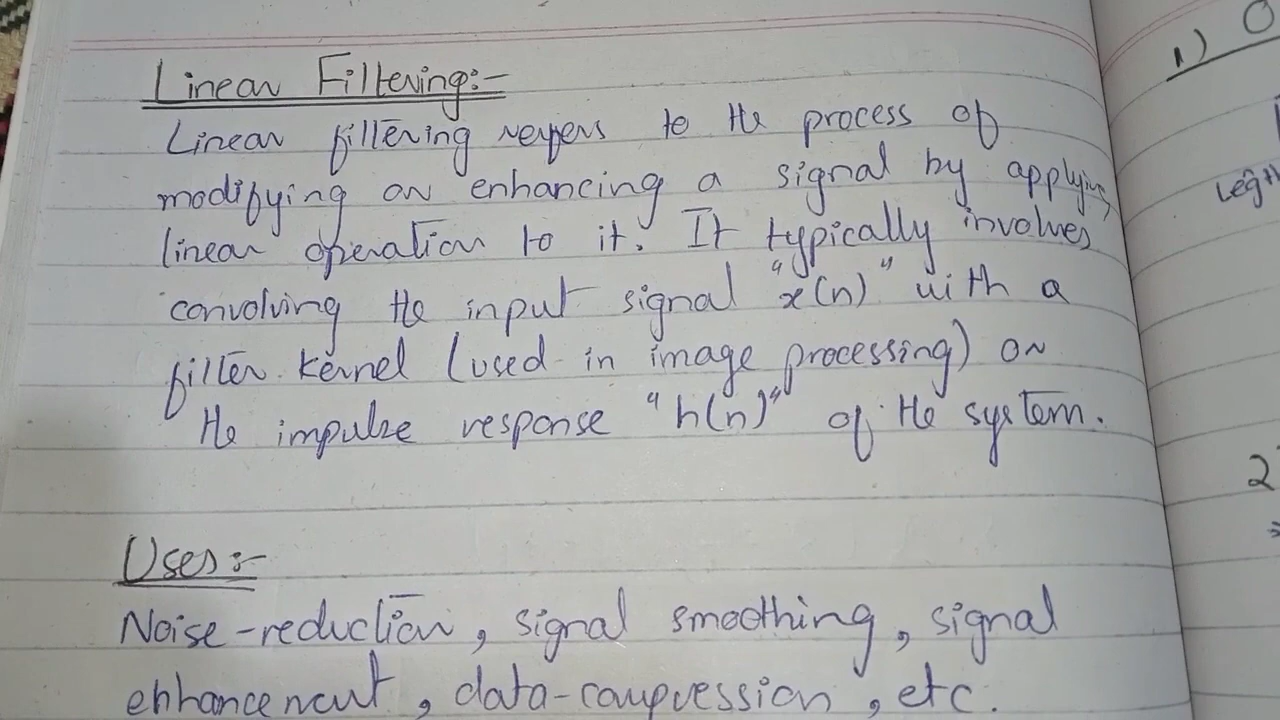 Linear Filtering:-
Linear filtering refers to the process of
modifying or enhancing a signal by applying
linear operation to it. It typically involves
convolving the input signal "x(n)" with a
filter kernel (used in image processing) or
the impulse response "h(n)" of the system.
Uses:-
Noise-reduction, signal smoothing, signal
enhancement, data-compression, etc.
1) O
2